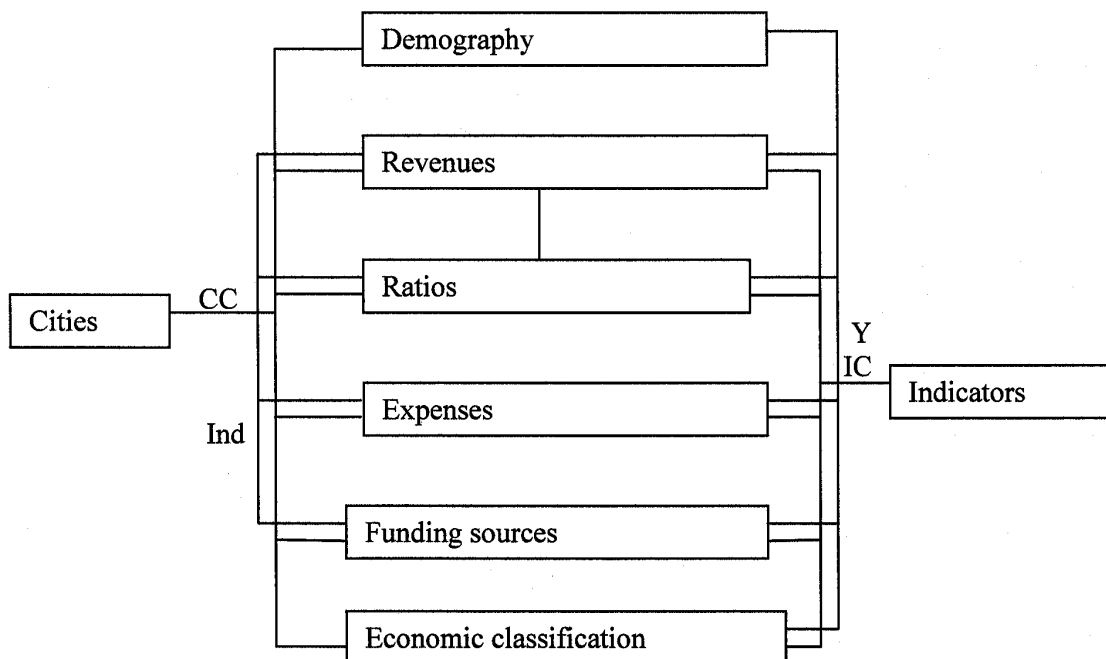 Demography
Revenues
Ratios
CC
Cities
Y
IC
Indicators
Expenses
Ind
Funding sources
Economic classification